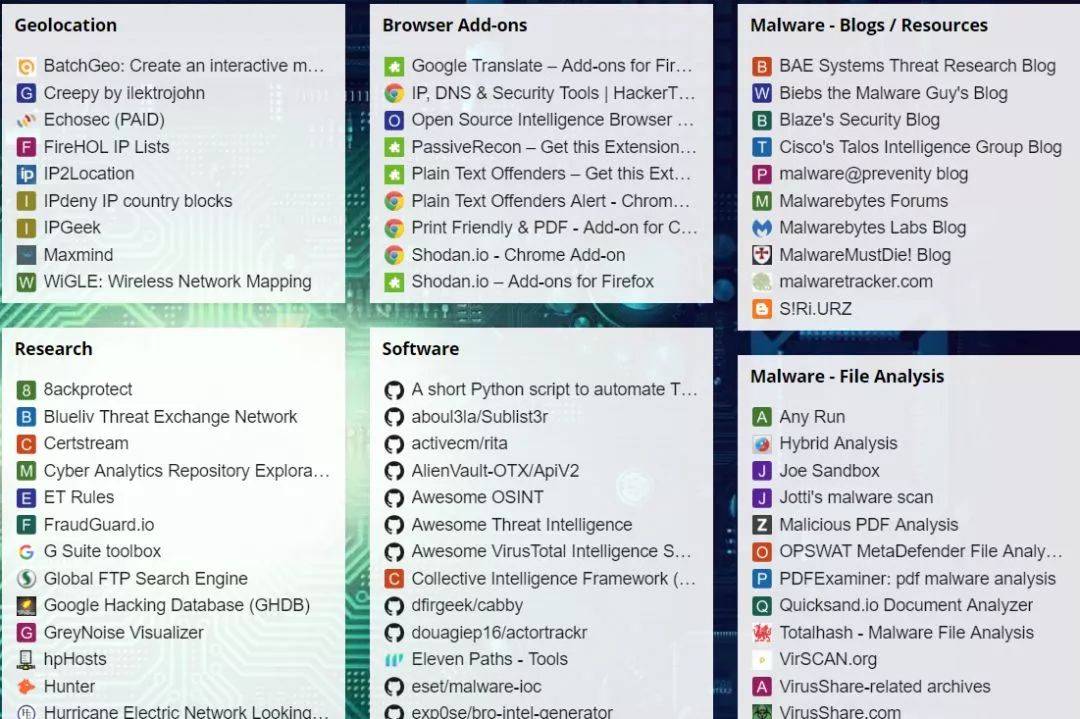 Geolocation
BatchGeo: Create an interactive m…
Creepy by ilektrojohn
Echosec (PAID)
FireHOL IP Lists
IP2Location
IPdeny IP country blocks
IPGeek
Maxmind
WiGLE: Wireless Network Mapping
Browser Add-ons
Google Translate – Add-ons for Fir…
IP, DNS & Security Tools | HackerT…
Open Source Intelligence Browser …
PassiveRecon – Get this Extension…
Plain Text Offenders – Get this Ext…
Plain Text Offenders Alert - Chrom…
Print Friendly & PDF - Add-on for C…
Shodan.io - Chrome Add-on
Shodan.io – Add-ons for Firefox
Malware - Blogs / Resources
BAE Systems Threat Research Blog
Biebs the Malware Guy's Blog
Blaze's Security Blog
Cisco's Talos Intelligence Group Blog
malware@prevenity blog
Malwarebytes Forums
Malwarebytes Labs Blog
MalwareMustDie! Blog
malwaretracker.com
S!Ri.URZ
Research
8ackprotect
Blueliv Threat Exchange Network
Certstream
Cyber Analytics Repository Explora…
ET Rules
FraudGuard.io
G Suite toolbox
Global FTP Search Engine
Google Hacking Database (GHDB)
GreyNoise Visualizer
hpHosts
Hunter
Hurricane Electric Network Looking…
Software
A short Python script to automate T…
aboul3la/Sublist3r
activecm/rita
AlienVault-OTX/ApiV2
Awesome OSINT
Awesome Threat Intelligence
Awesome VirusTotal Intelligence S…
Collective Intelligence Framework (…
dfirgeek/cabby
douagiep16/actortrackr
Eleven Paths - Tools
eset/malware-ioc
exp0se/bro-intel-generator
Malware - File Analysis
Any Run
Hybrid Analysis
Joe Sandbox
Jotti's malware scan
Malicious PDF Analysis
OPSWAT MetaDefender File Analy…
PDFExaminer: pdf malware analysis
Quicksand.io Document Analyzer
Totalhash - Malware File Analysis
VirSCAN.org
VirusShare-related archives
VirusShare.com